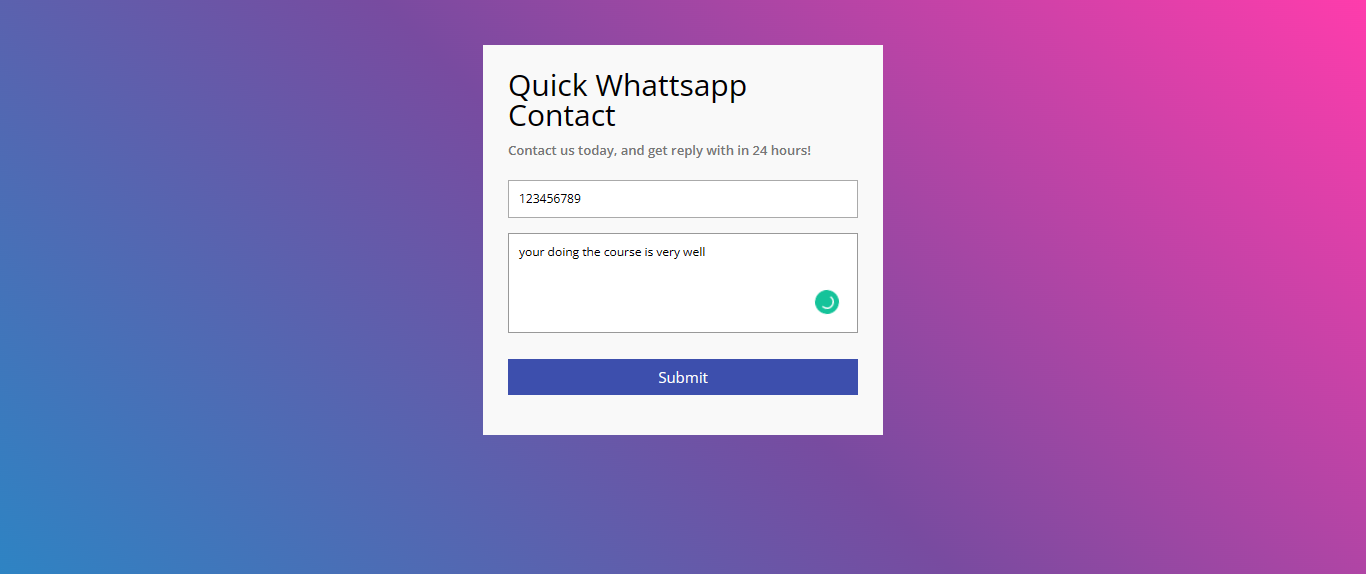 Quick Whattsapp
Contact
Contact us today, and get reply with in 24 hours!
123456789
your doing the course is very well
Submit